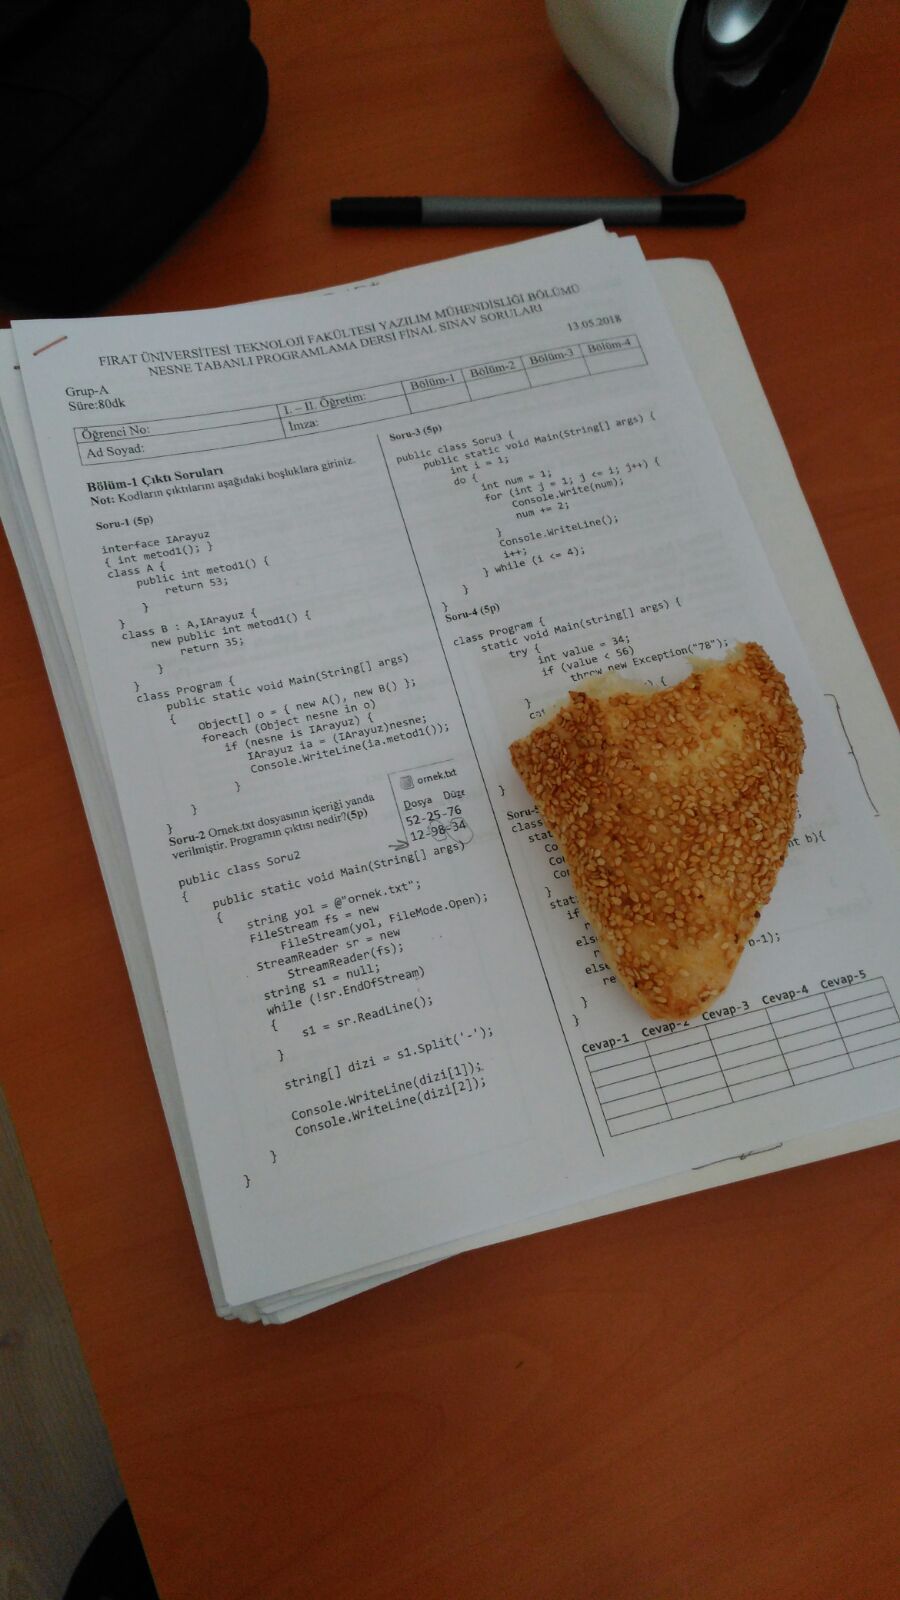 FIRAT ÜNİVERSİTESİ TEKNOLOJİ FAKÜLTESİ YAZILIM MÜHENDİSLİĞİ BÖLÜMÜ
NESNE TABANLI PROGRAMLAMA DERSİ FİNAL SINAV SORULARI
13.05.2018
Grup-A
Süre:80dk
Öğrenci No:
I. – II. Öğretim:
Bölüm-1
Bölüm-2
Bölüm-3
Bölüm-4
Ad Soyad:
Imza:
Bölüm-1 Çıktı Soruları
Not: Kodların çıktılarını aşağıdaki boşluklara giriniz.
Soru-1 (5p)
interface IArayuz
{ int metod1(); }
class A {
public int metod1() {
return 53;
}
}
class B : A,IArayuz {
new public int metod1() {
return 35;
}
}
class Program {
public static void Main(String[] args)
{ Object[] o = { new A(), new B() };
foreach (Object nesne in o)
if (nesne is IArayuz) {
IArayuz ia = (IArayuz)nesne;
Console.WriteLine(ia.metod1());
}
}
}
Soru-2 Ornek.txt dosyasının içeriği yanda
verilmiştir. Programın çıktısı nedir?(5p)
ornek.txt
Dosya Düze
52-25-76
12-98-34
public class Soru2
{ public static void Main(String[] args)
{ string yol = @"ornek.txt";
FileStream fs = new
FileStream(yol, FileMode.Open);
StreamReader sr = new
StreamReader(fs);
string s1 = null;
while (!sr.EndOfStream)
{ s1 = sr.ReadLine();
}
string[] dizi = s1.Split('-');
Console.WriteLine(dizi[1]);
Console.WriteLine(dizi[2]);
}
}
Soru-3 (5p)
public class Soru3 {
public static void Main(String[] args) {
int i = 1;
do {
int num = 1;
for (int j = 1; j <= i; j++) {
Console.Write(num);
num += 2;
}
Console.WriteLine();
i++;
} while (i <= 4);
}
}
Soru-4 (5p)
class Program {
static void Main(string[] args) {
try {
int value = 34;
if (value < 56)
throw new Exception("78");
}
) {
}
Soru-5
class
stat
Co
Co
Con
nt b){
}
stat
if
r
else
r
b-1);
else
re
}
}
Cevap-1 Cevap-2 Cevap-3 Cevap-4 Cevap-5